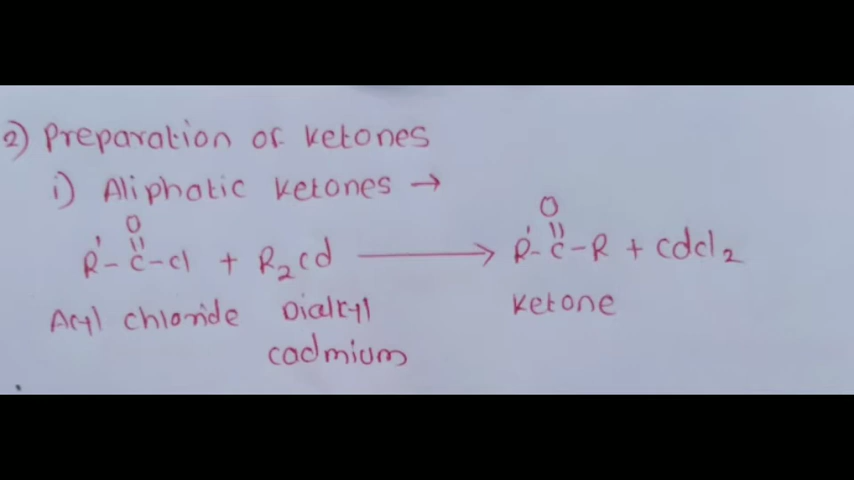 2) Preparation of ketones
i) Aliphatic ketones →
O O
R'-C-cl + R₂cd ⟶ R'-C-R + cdcl₂
Acyl chloride Dialkyl ketone
cadmium